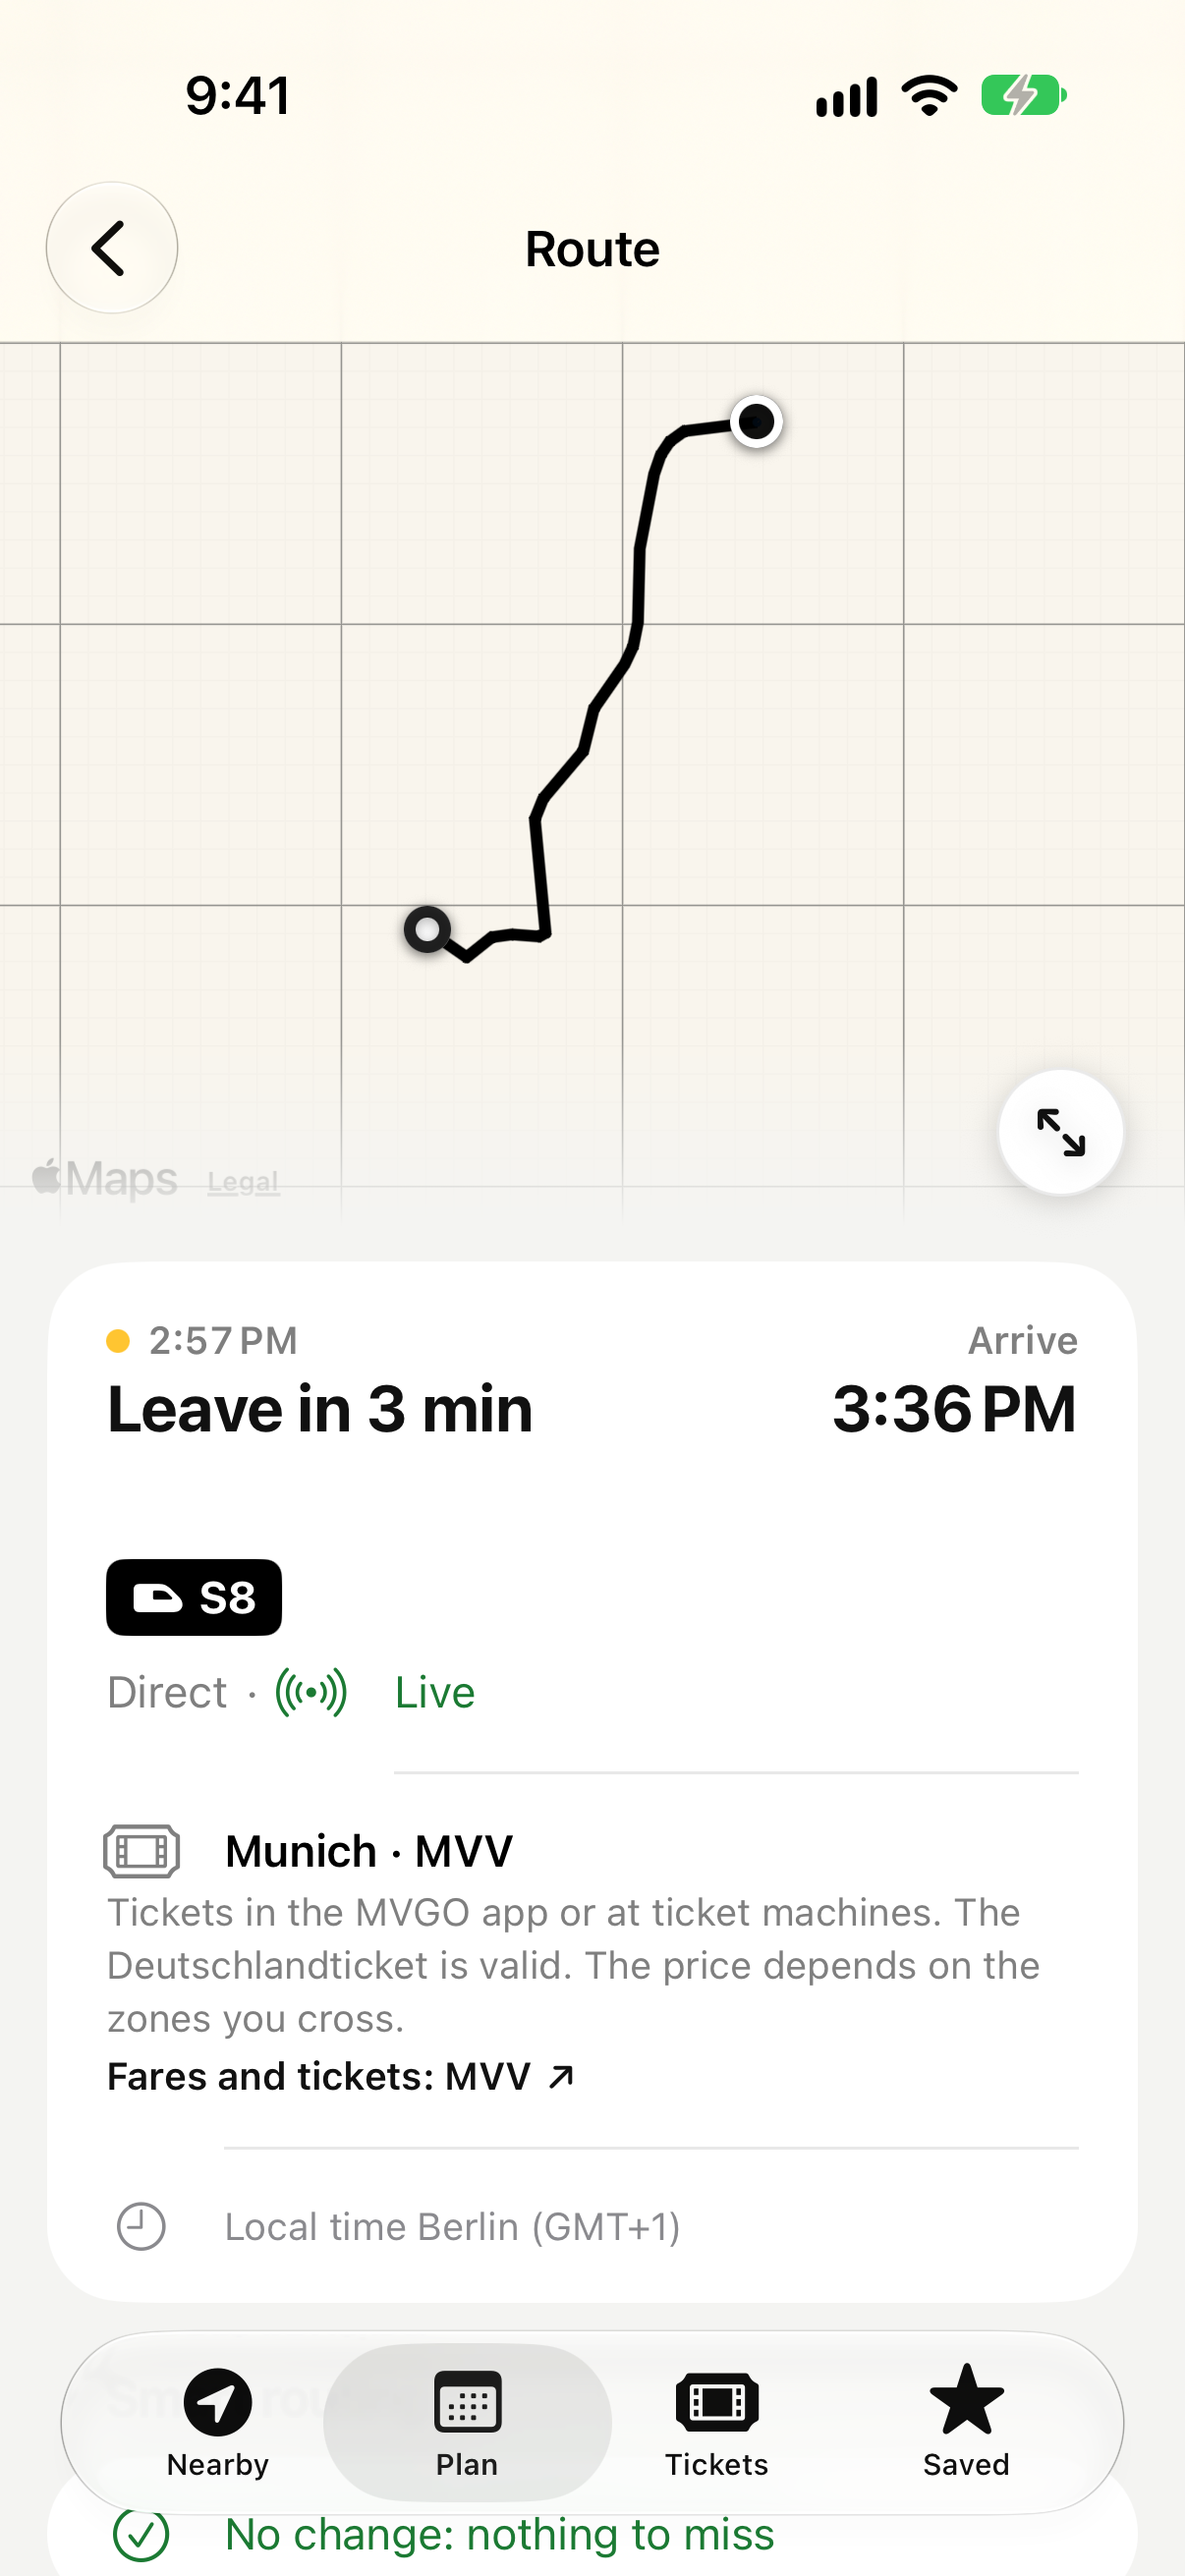 9:41
Route
Maps Legal
2:57 PM Arrive
Leave in 3 min 3:36 PM
S8
Direct · Live
Munich · MVV
Tickets in the MVGO app or at ticket machines. The
Deutschlandticket is valid. The price depends on the
zones you cross.
Fares and tickets: MVV ↗
Local time Berlin (GMT+1)
Nearby Plan Tickets Saved
No change: nothing to miss